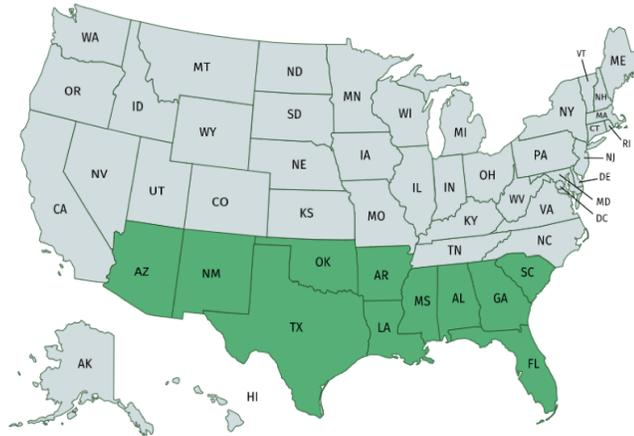 WA
MT
ND
MN
VT
ME
OR
ID
SD
WI
NH
WY
MI
NY
MA
CT
RI
NE
IA
PA
NJ
NV
UT
CO
IL
IN
OH
DE
CA
KS
MO
WV
VA
MD
DC
KY
TN
NC
AZ
NM
OK
AR
SC
TX
LA
MS
AL
GA
AK
HI
FL